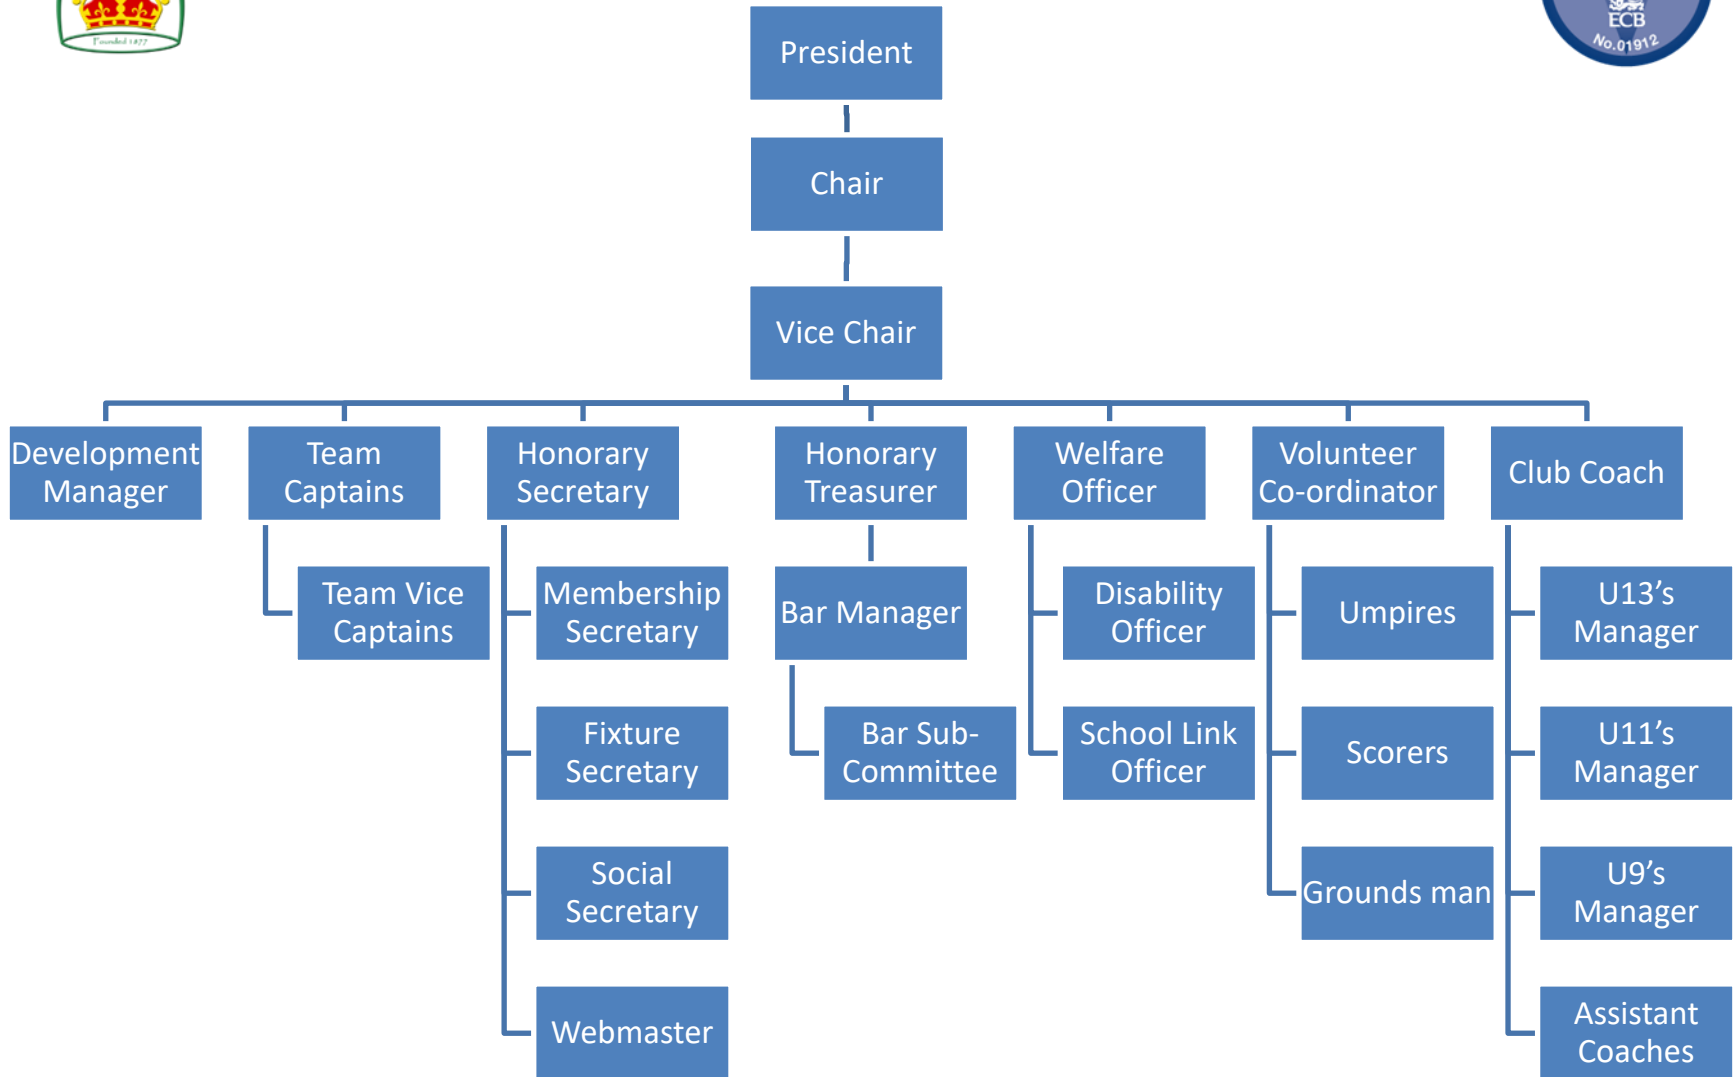 Founded 1877
ECB
No.01912
President
Chair
Vice Chair
Development
Manager
Team
Captains
Honorary
Secretary
Honorary
Treasurer
Welfare
Officer
Volunteer
Co-ordinator
Club Coach
Team Vice
Captains
Membership
Secretary
Bar Manager
Disability
Officer
Umpires
U13’s
Manager
Fixture
Secretary
Bar Sub-
Committee
School Link
Officer
Scorers
U11’s
Manager
Social
Secretary
Grounds man
U9’s
Manager
Webmaster
Assistant
Coaches